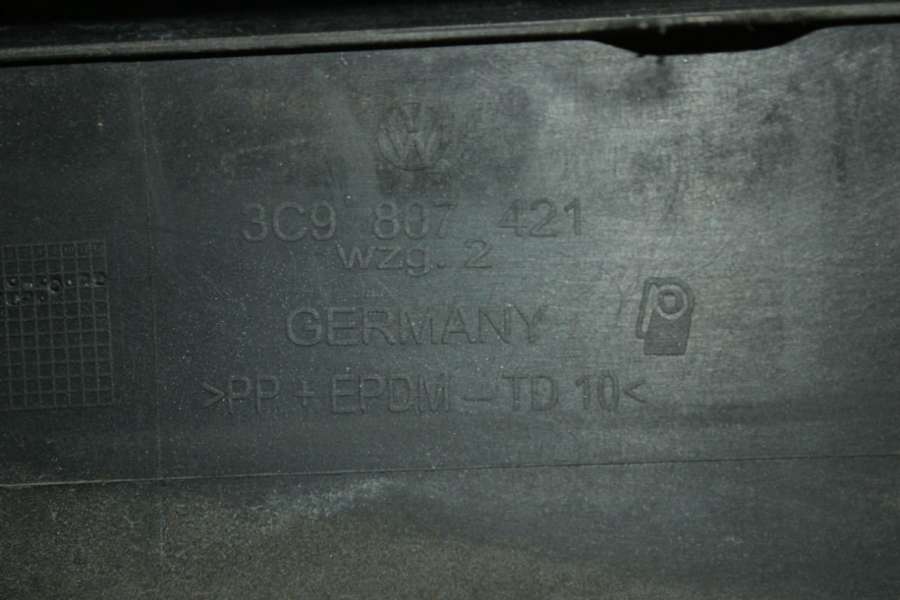 3C9 807 421
wzg. 2
GERMANY
>PP + EPDM – TD 10<